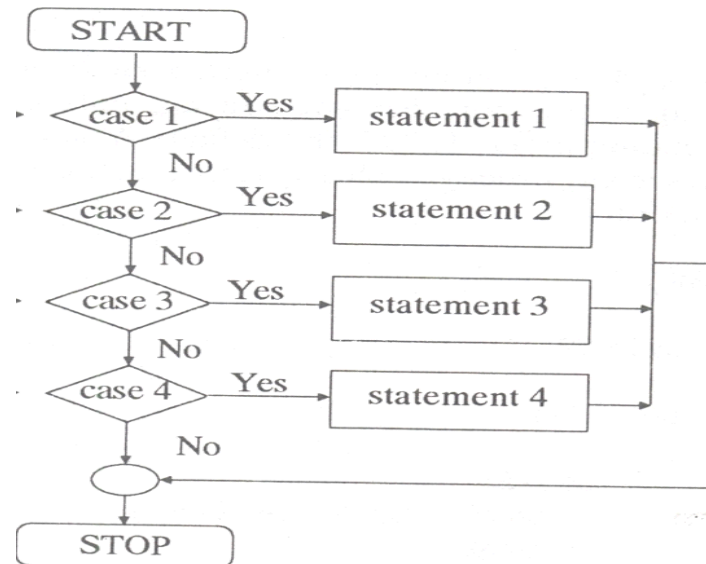 START
case 1 Yes statement 1
No
case 2 Yes statement 2
No
case 3 Yes statement 3
No
case 4 Yes statement 4
No
STOP